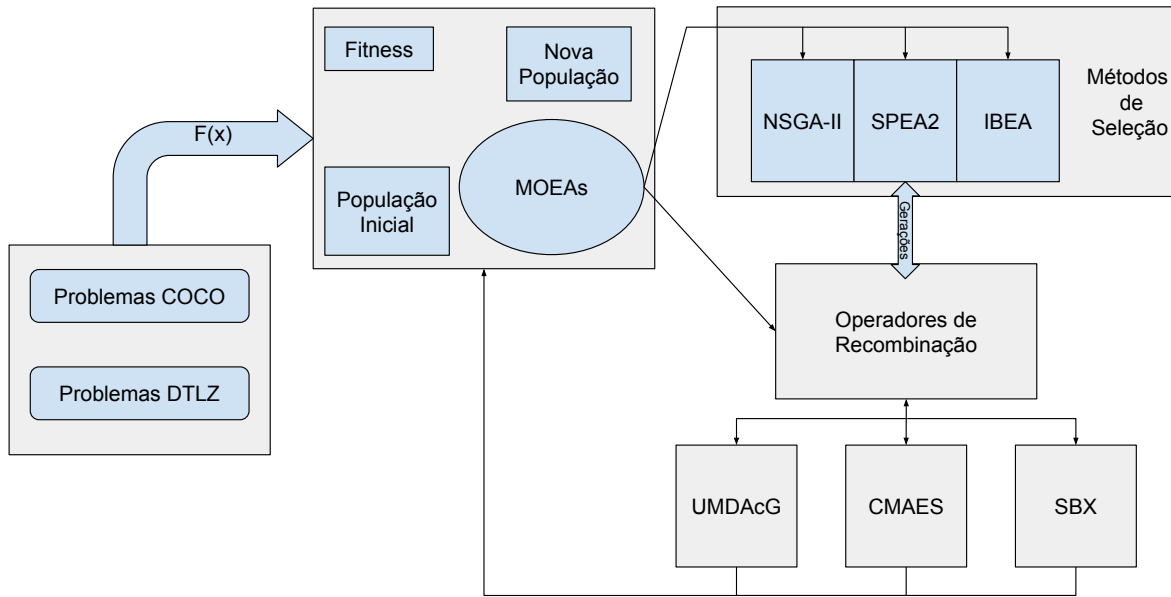 Fitness
Nova
População
F(x)
População
Inicial
MOEAs
Problemas COCO
Problemas DTLZ
NSGA-II
SPEA2
IBEA
Métodos
de
Seleção
Gerações
Operadores de
Recombinação
UMDAcG
CMAES
SBX